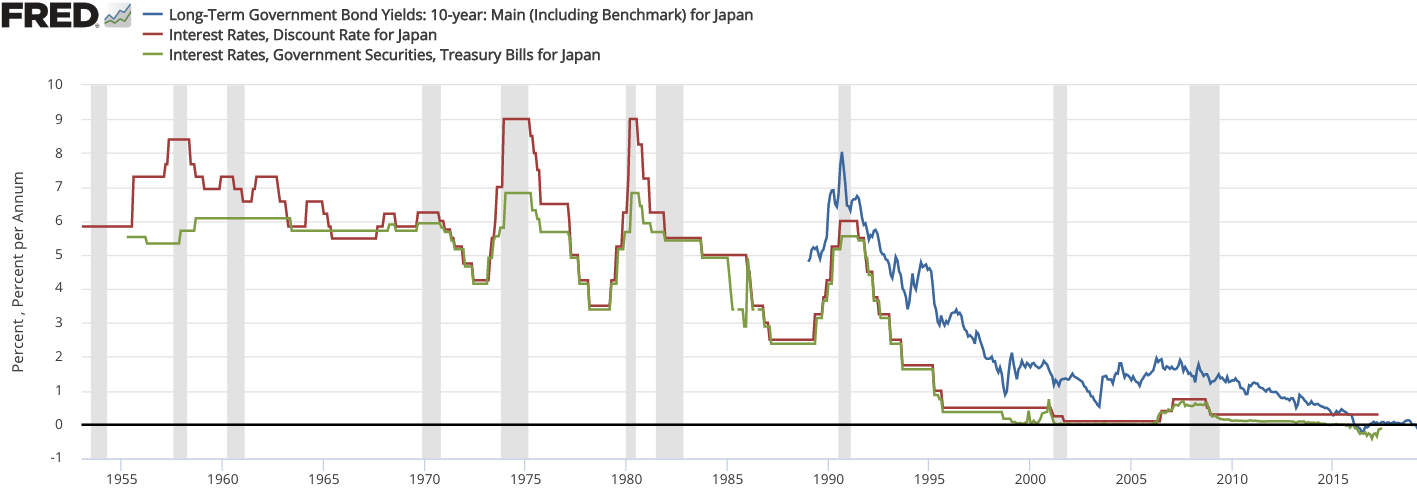 FRED
Long-Term Government Bond Yields: 10-year: Main (Including Benchmark) for Japan
Interest Rates, Discount Rate for Japan
Interest Rates, Government Securities, Treasury Bills for Japan
Percent , Percent per Annum
10
9
8
7
6
5
4
3
2
1
0
-1
1955 1960 1965 1970 1975 1980 1985 1990 1995 2000 2005 2010 2015